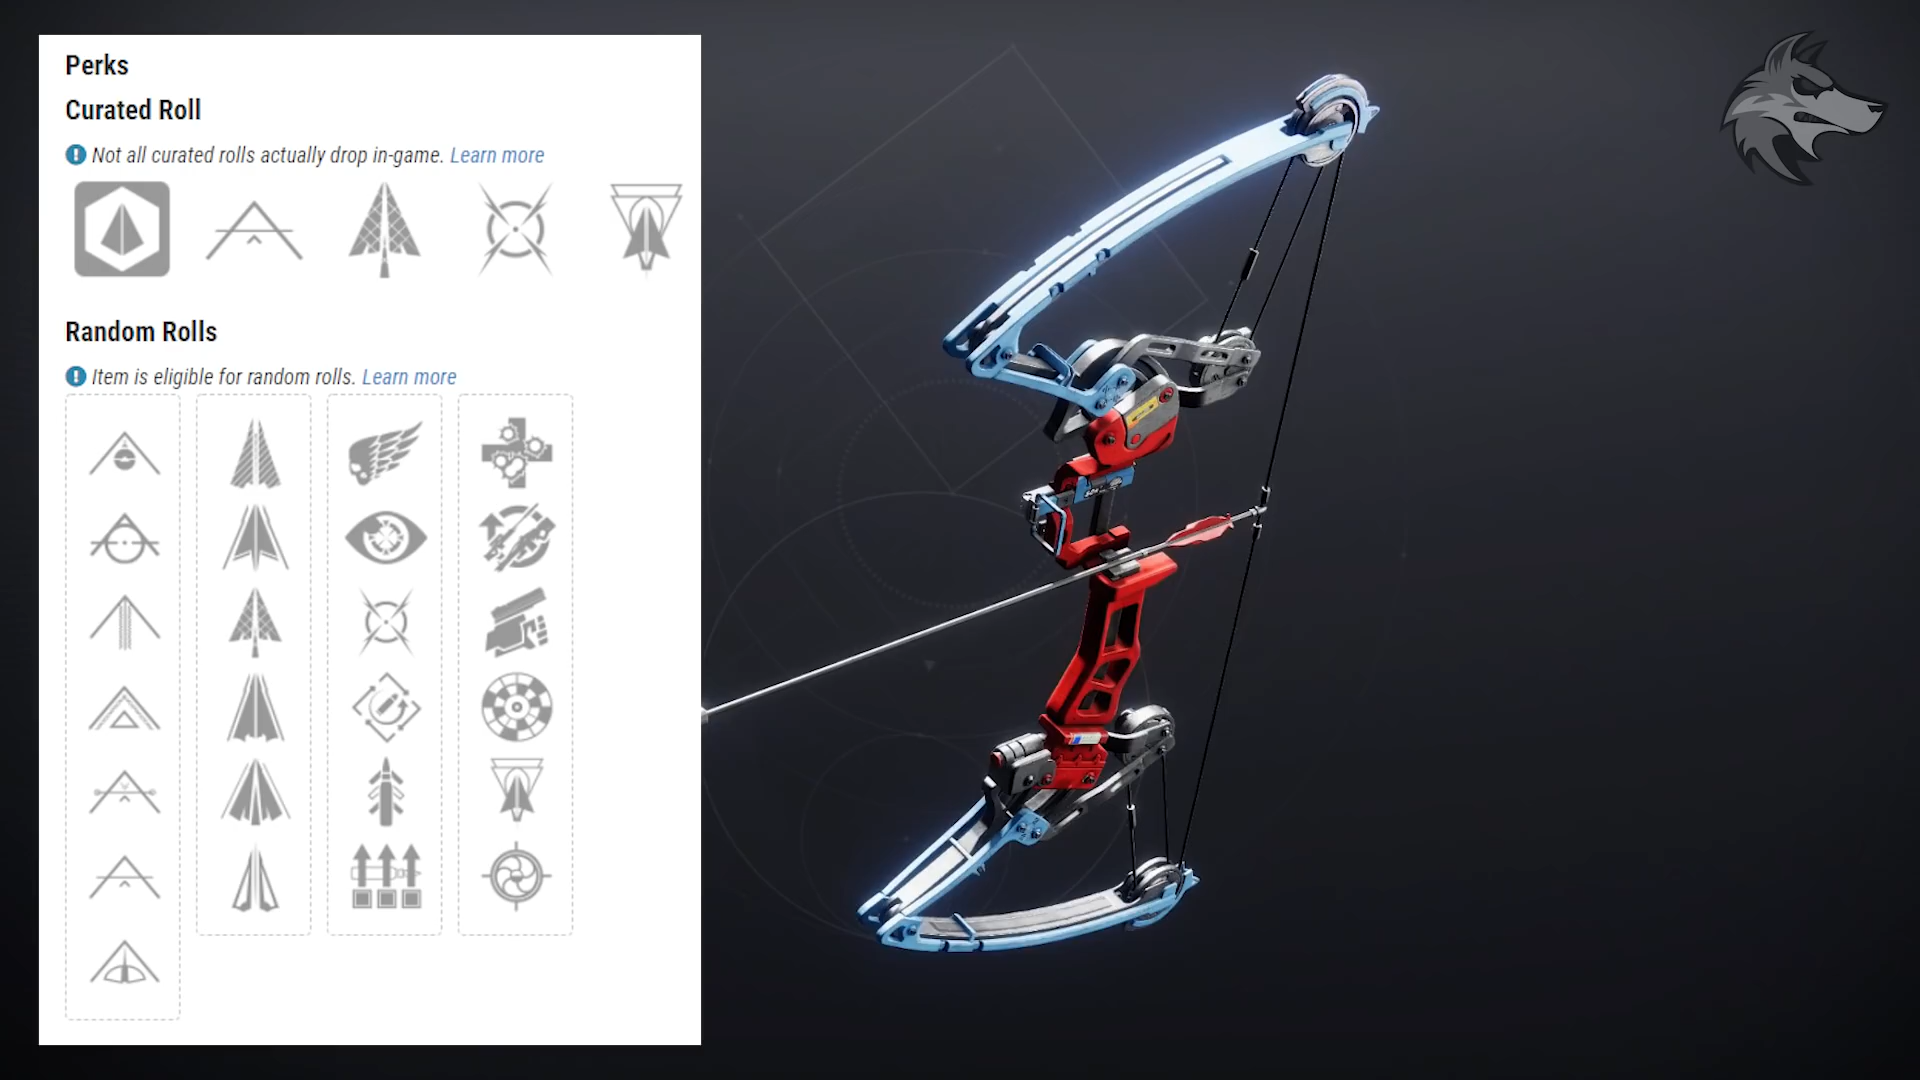 Perks
Curated Roll
Not all curated rolls actually drop in-game. Learn more
Random Rolls
Item is eligible for random rolls. Learn more